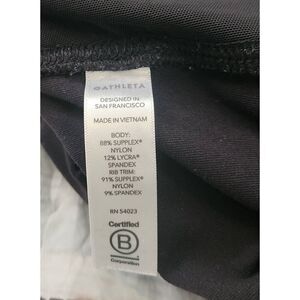 ATHLETA
DESIGNED IN
SAN FRANCISCO
MADE IN VIETNAM
BODY:
88% SUPPLEX®
NYLON
12% LYCRA®
SPANDEX
RIB TRIM:
91% SUPPLEX®
NYLON
9% SPANDEX
RN 54023
Certified
B
Corporation